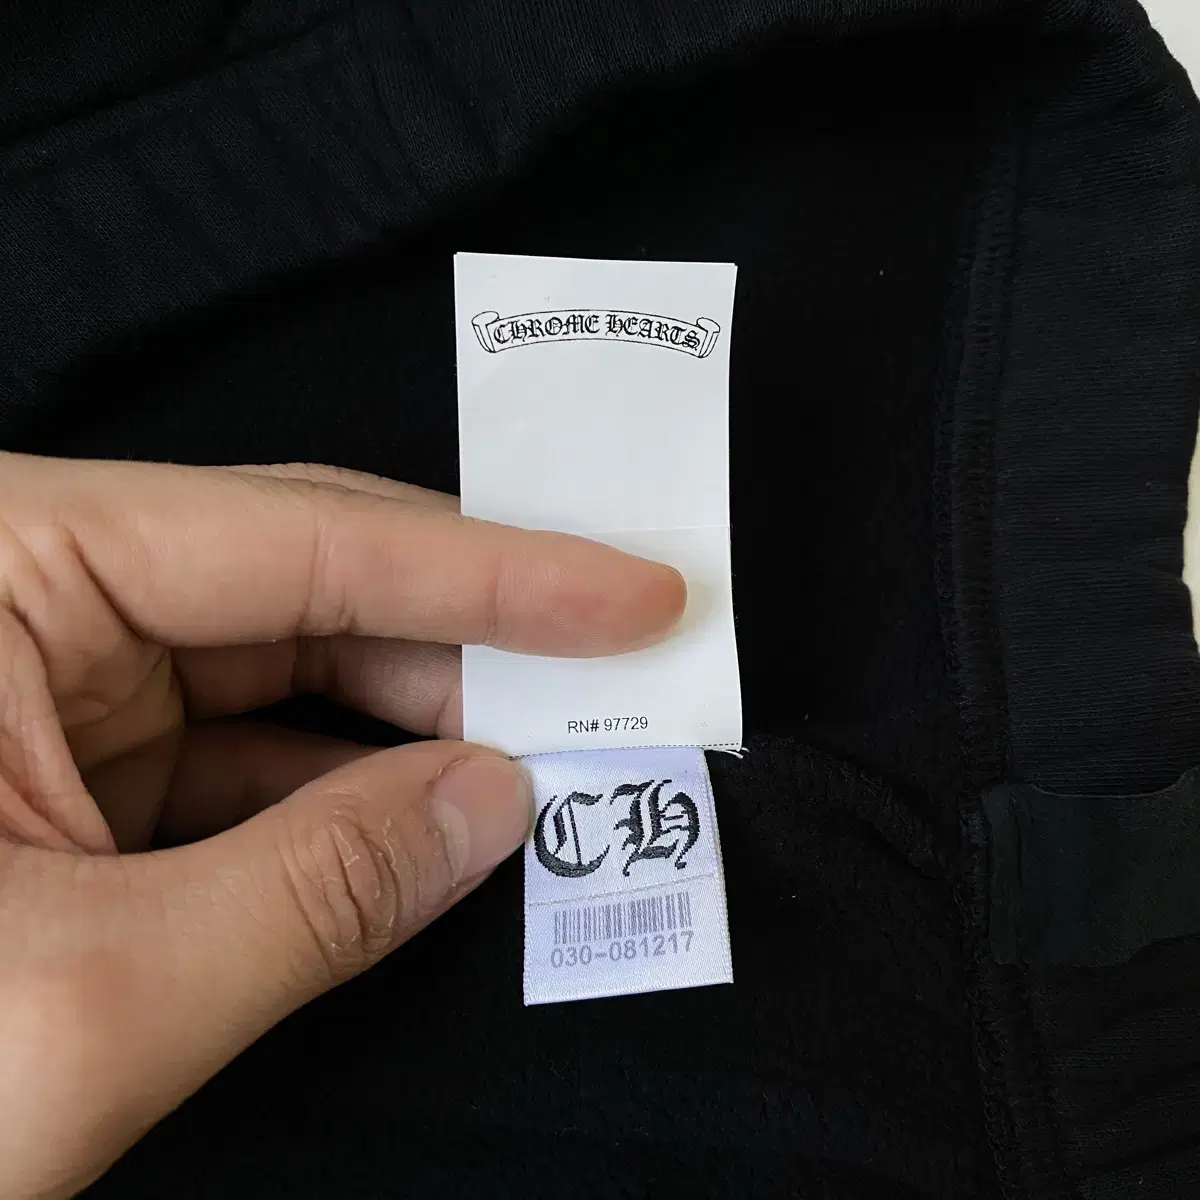 CHROME HEARTS
RN# 97729
CH
030-081217